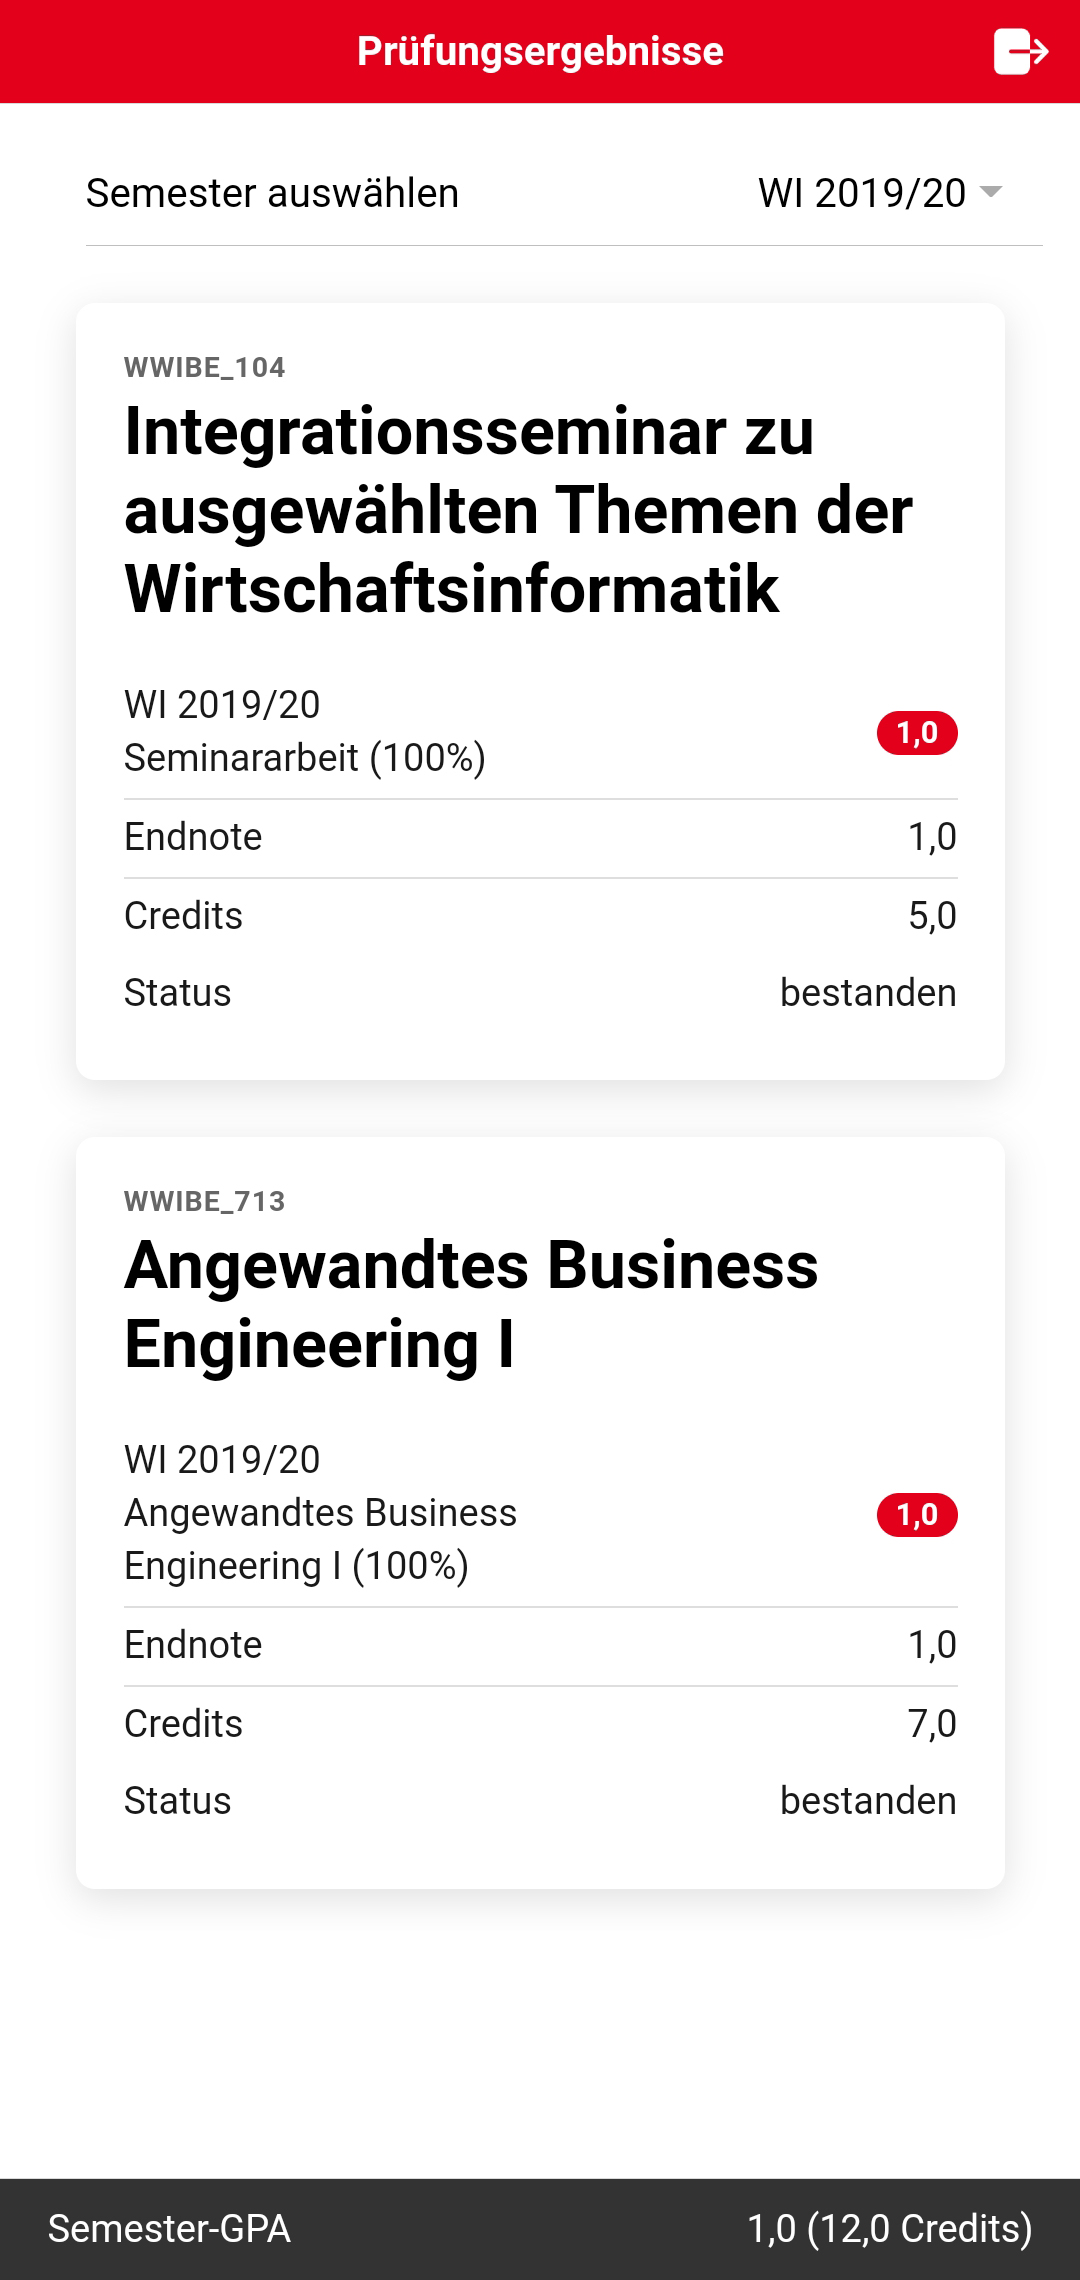 Prüfungsergebnisse
Semester auswählen WI 2019/20
WWIBE_104
Integrationsseminar zu
ausgewählten Themen der
Wirtschaftsinformatik
WI 2019/20
Seminararbeit (100%) 1,0
Endnote 1,0
Credits 5,0
Status bestanden
WWIBE_713
Angewandtes Business
Engineering I
WI 2019/20
Angewandtes Business 1,0
Engineering I (100%)
Endnote 1,0
Credits 7,0
Status bestanden
Semester-GPA 1,0 (12,0 Credits)